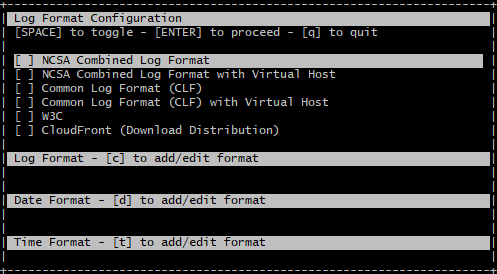 Log Format Configuration
[SPACE] to toggle - [ENTER] to proceed - [q] to quit
[ ] NCSA Combined Log Format
[ ] NCSA Combined Log Format with Virtual Host
[ ] Common Log Format (CLF)
[ ] Common Log Format (CLF) with Virtual Host
[ ] W3C
[ ] CloudFront (Download Distribution)
Log Format - [c] to add/edit format
Date Format - [d] to add/edit format
Time Format - [t] to add/edit format